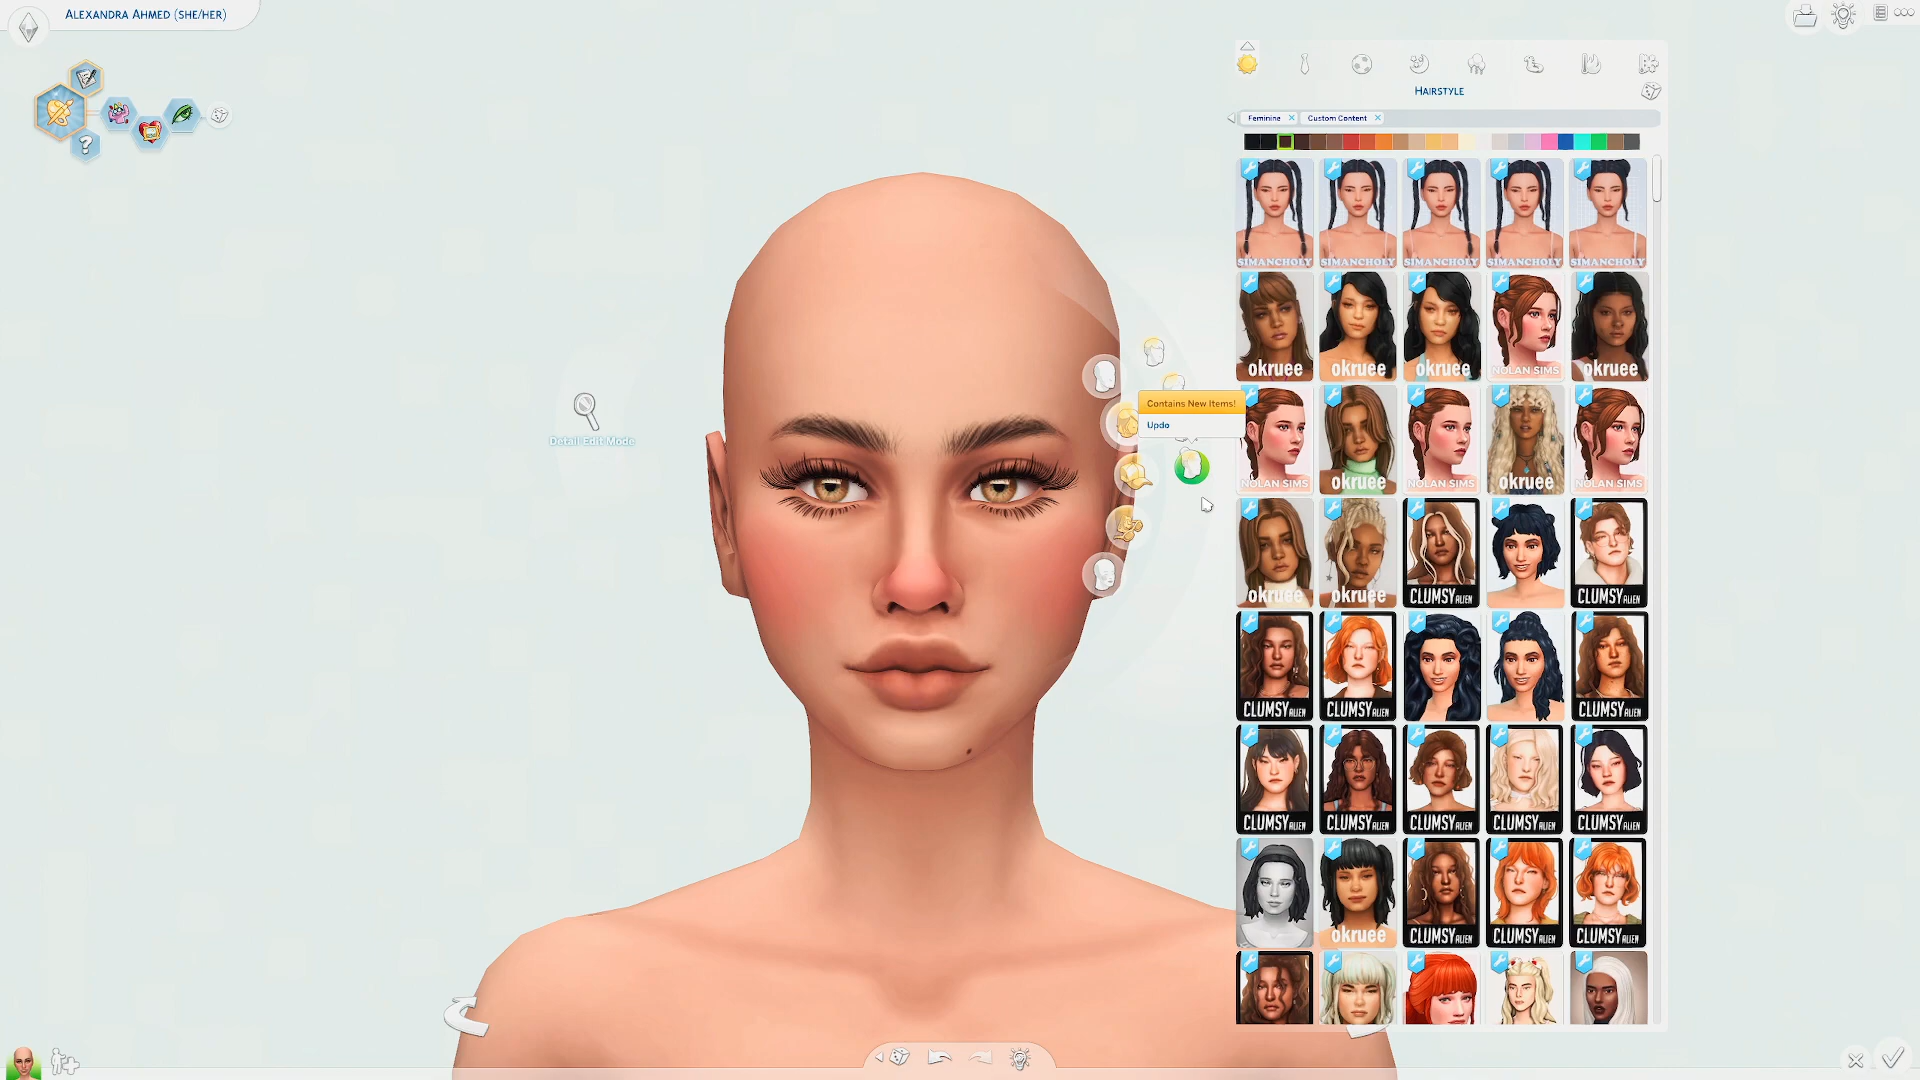 Alexandra Ahmed (she/her)
Hairstyle
Feminine
Custom Content
SIMANCHOLY SIMANCHOLY SIMANCHOLY SIMANCHOLY SIMANCHOLY
okruee okruee okruee NOLAN SIMS okruee
Contains New Items!
Updo
Detail Edit Mode
NOLAN SIMS okruee NOLAN SIMS okruee NOLAN SIMS
okruee okruee CLUMSY ALIEN CLUMSY ALIEN
CLUMSY ALIEN CLUMSY ALIEN CLUMSY ALIEN
CLUMSY ALIEN CLUMSY ALIEN CLUMSY ALIEN CLUMSY ALIEN CLUMSY ALIEN
okruee CLUMSY ALIEN CLUMSY ALIEN CLUMSY ALIEN